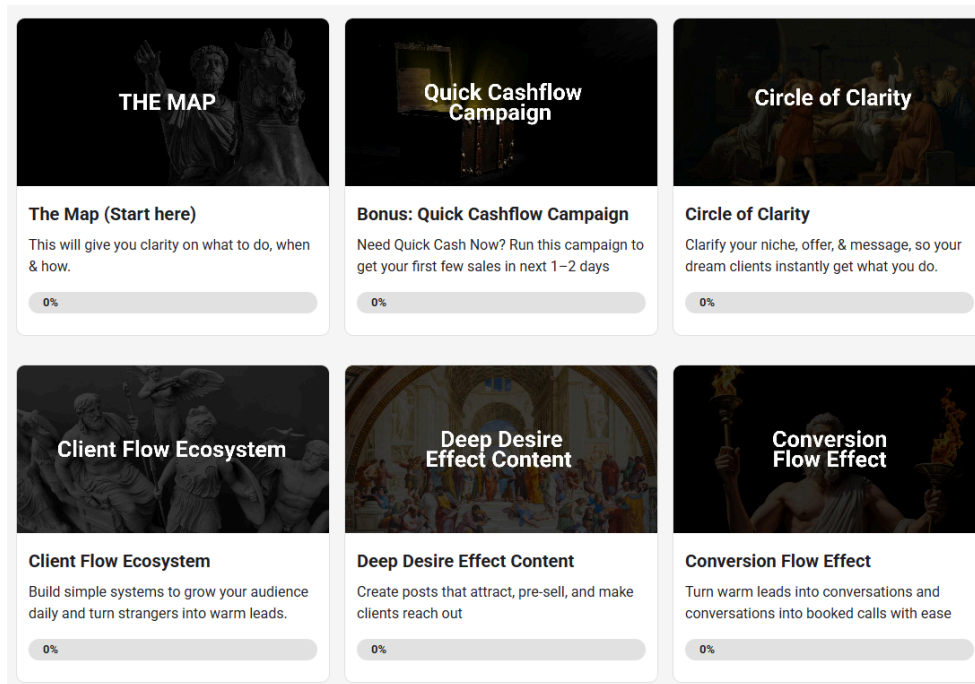 THE MAP
Quick Cashflow
Campaign
Circle of Clarity
The Map (Start here)
This will give you clarity on what to do, when
& how.
0%
Bonus: Quick Cashflow Campaign
Need Quick Cash Now? Run this campaign to
get your first few sales in next 1–2 days
0%
Circle of Clarity
Clarify your niche, offer, & message, so your
dream clients instantly get what you do.
0%
Client Flow Ecosystem
Deep Desire
Effect Content
Conversion
Flow Effect
Client Flow Ecosystem
Build simple systems to grow your audience
daily and turn strangers into warm leads.
0%
Deep Desire Effect Content
Create posts that attract, pre-sell, and make
clients reach out
0%
Conversion Flow Effect
Turn warm leads into conversations and
conversations into booked calls with ease
0%